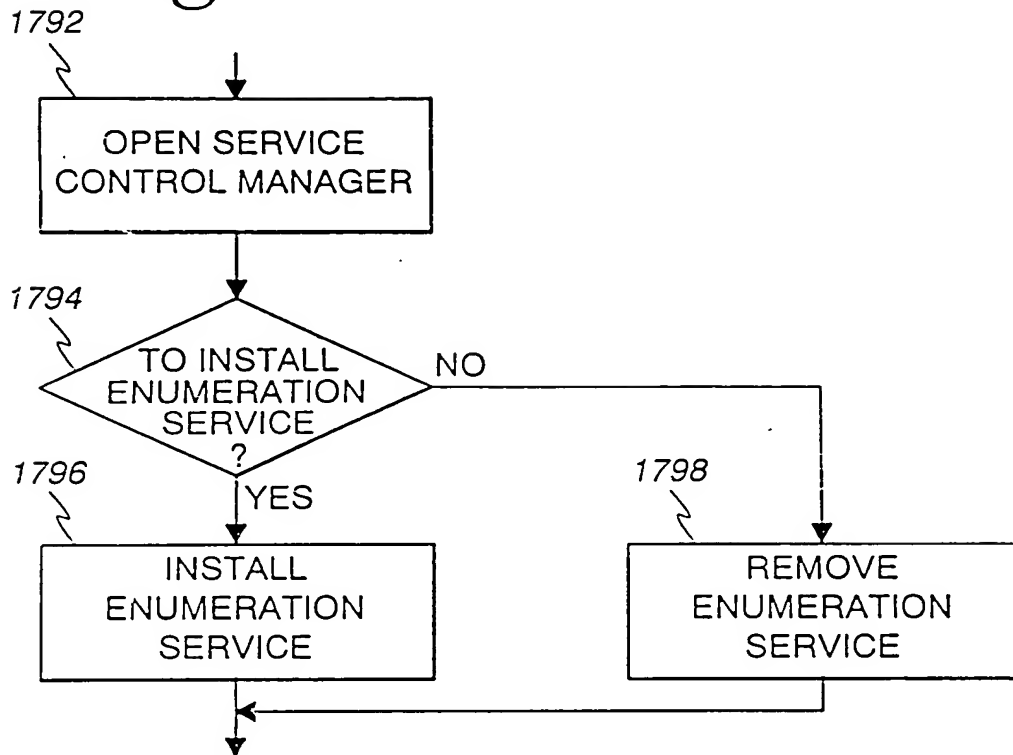 1792
OPEN SERVICE
CONTROL MANAGER
1794
TO INSTALL
ENUMERATION
SERVICE
?
NO
YES
1796
INSTALL
ENUMERATION
SERVICE
1798
REMOVE
ENUMERATION
SERVICE